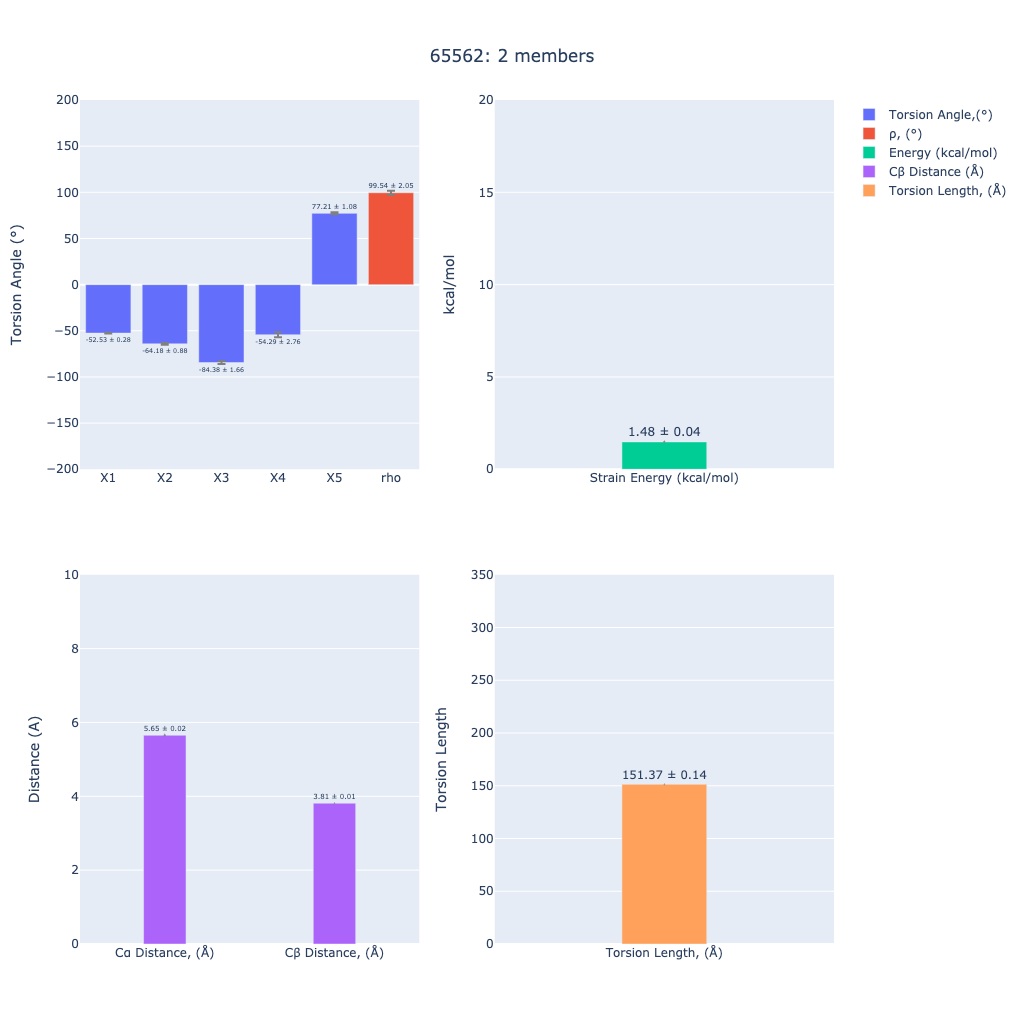 65562: 2 members
Torsion Angle (°)
200
150
100
50
0
−50
−100
−150
−200
-52.53 ± 0.28
-64.18 ± 0.88
-84.38 ± 1.66
-54.29 ± 2.76
77.21 ± 1.08
99.54 ± 2.05
X1 X2 X3 X4 X5 rho
kcal/mol
20
15
10
5
0
1.48 ± 0.04
Strain Energy (kcal/mol)
Torsion Angle,(°)
ρ, (°)
Energy (kcal/mol)
Cβ Distance (Å)
Torsion Length, (Å)
Distance (A)
10
8
6
4
2
0
5.65 ± 0.02
3.81 ± 0.01
Cα Distance, (Å) Cβ Distance, (Å)
Torsion Length
350
300
250
200
150
100
50
0
151.37 ± 0.14
Torsion Length, (Å)